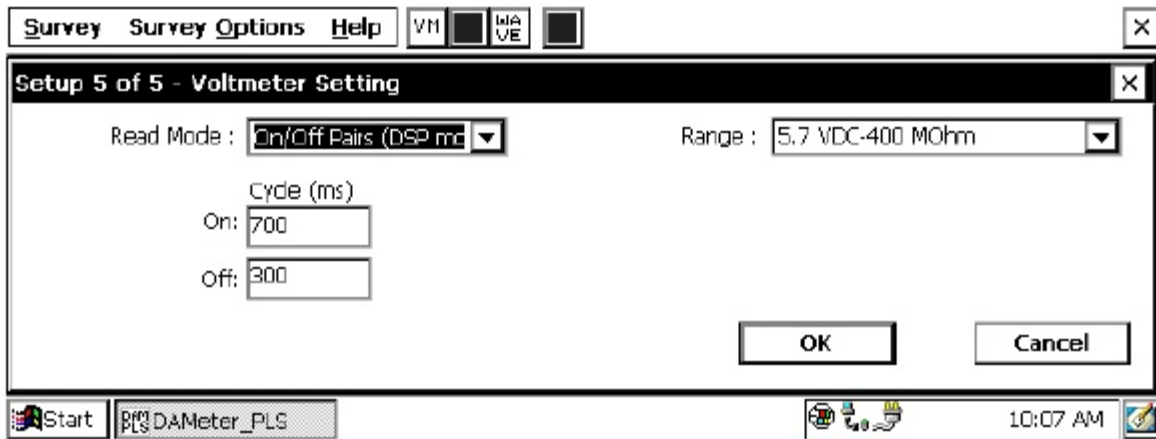 Survey Survey Options Help VM WAVE
Setup 5 of 5 - Voltmeter Setting
Read Mode : On/Off Pairs (DSP mo Range : 5.7 VDC-400 MOhm
Cycle (ms)
On: 700
Off: 300
OK Cancel
Start DAMeter_PLS 10:07 AM